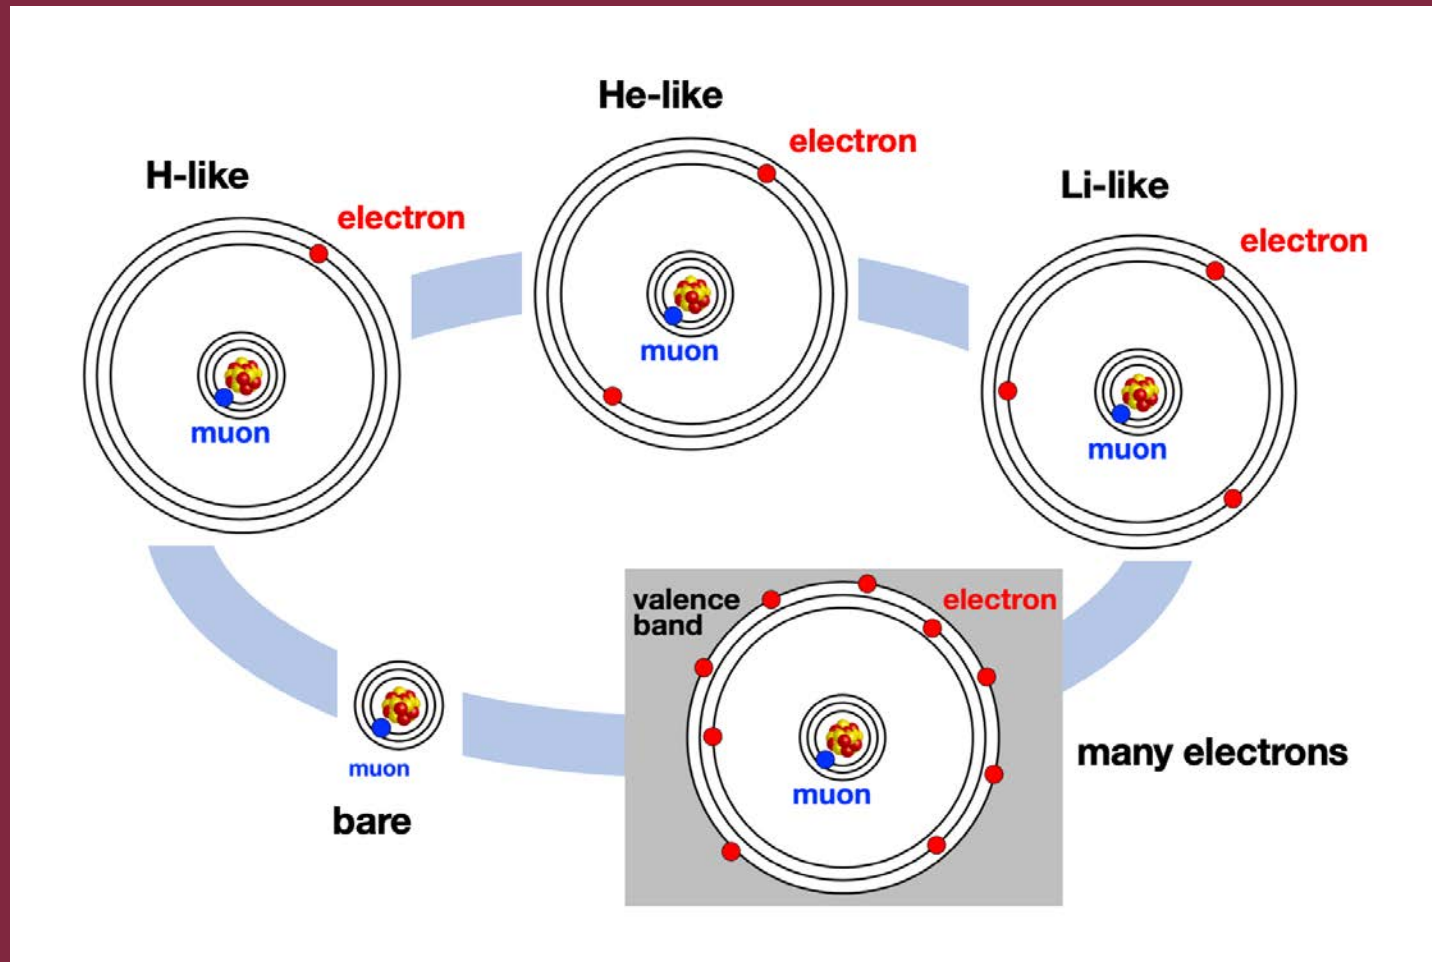 He-like
electron
H-like
electron
Li-like
electron
muon
muon
muon
valence
band
electron
muon
bare
muon
many electrons